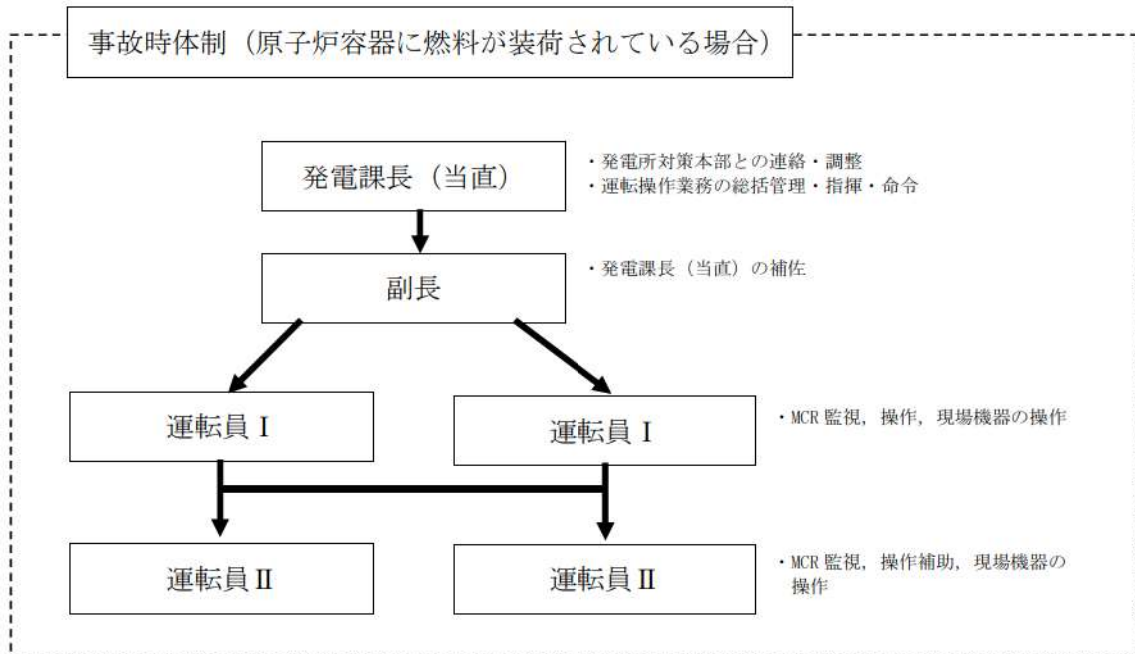 事故時体制（原子炉容器に燃料が装荷されている場合）
発電課長（当直）
・発電所対策本部との連絡・調整
・運転操作業務の総括管理・指揮・命令
副長
・発電課長（当直）の補佐
運転員Ⅰ
運転員Ⅰ
・MCR 監視，操作，現場機器の操作
運転員Ⅱ
運転員Ⅱ
・MCR 監視，操作補助，現場機器の
操作